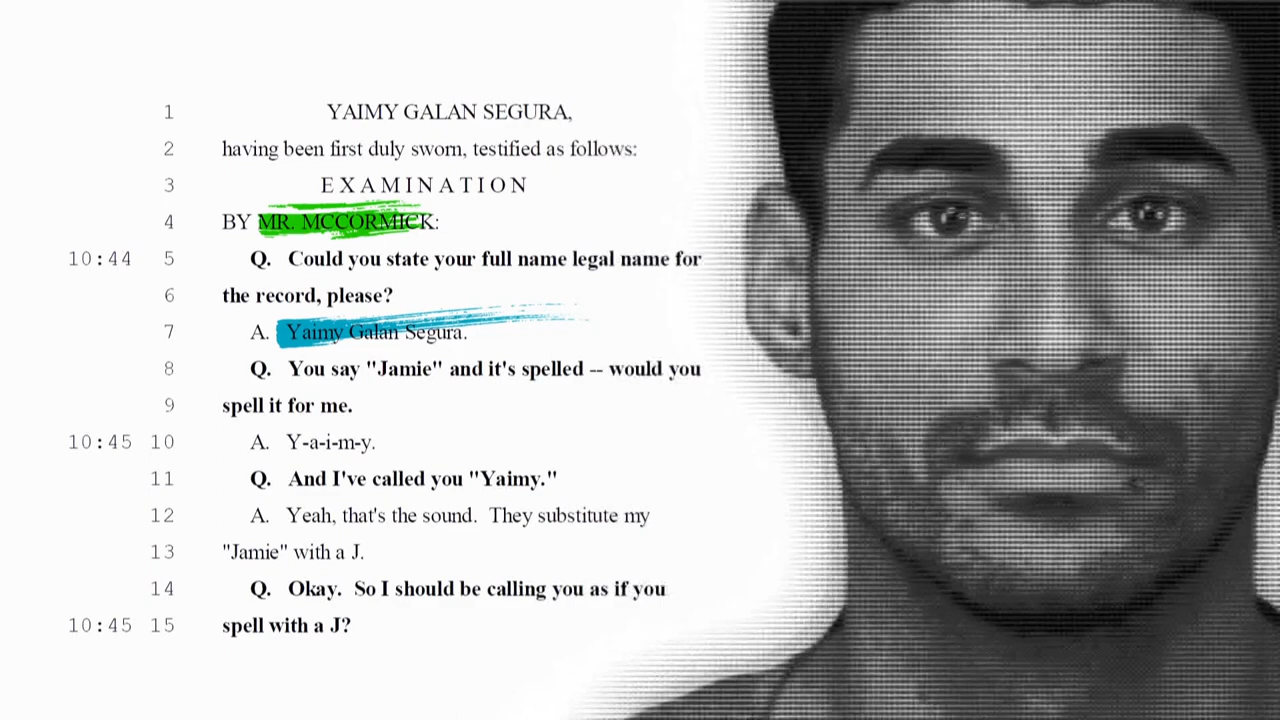 1 YAIMY GALAN SEGURA,
2 having been first duly sworn, testified as follows:
3 E X A M I N A T I O N
4 BY MR. MCCORMICK:
10:44 5 Q. Could you state your full name legal name for
6 the record, please?
7 A. Yaimy Galan Segura.
8 Q. You say "Jamie" and it's spelled -- would you
9 spell it for me.
10:45 10 A. Y-a-i-m-y.
11 Q. And I've called you "Yaimy."
12 A. Yeah, that's the sound. They substitute my
13 "Jamie" with a J.
14 Q. Okay. So I should be calling you as if you
10:45 15 spell with a J?